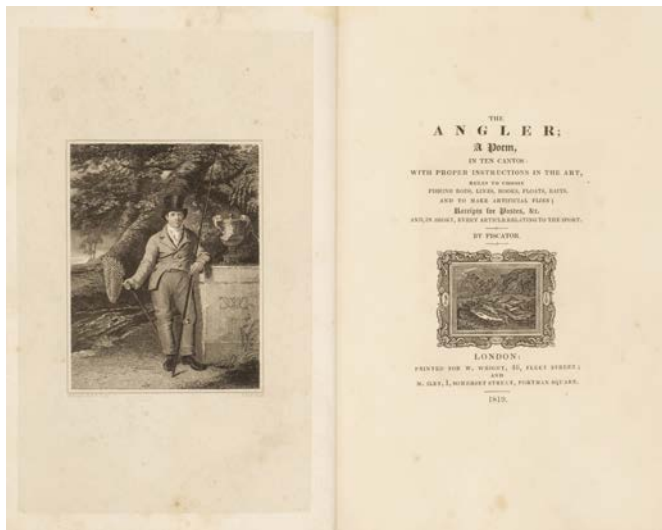 THE
ANGLER;
A Poem,
IN TEN CANTOS:
WITH PROPER INSTRUCTIONS IN THE ART,
RULES TO CHOOSE
FISHING RODS, LINES, HOOKS, FLOATS, BAITS,
AND TO MAKE ARTIFICIAL FLIES;
Receipts for Pastes, &c.
AND, IN SHORT, EVERY ARTICLE RELATING TO THE SPORT.
BY PISCATOR.
LONDON:
PRINTED FOR W. WRIGHT, 46, FLEET STREET;
AND
M. ILEY, 1, SOMERSET STREET, PORTMAN SQUARE.
1819.